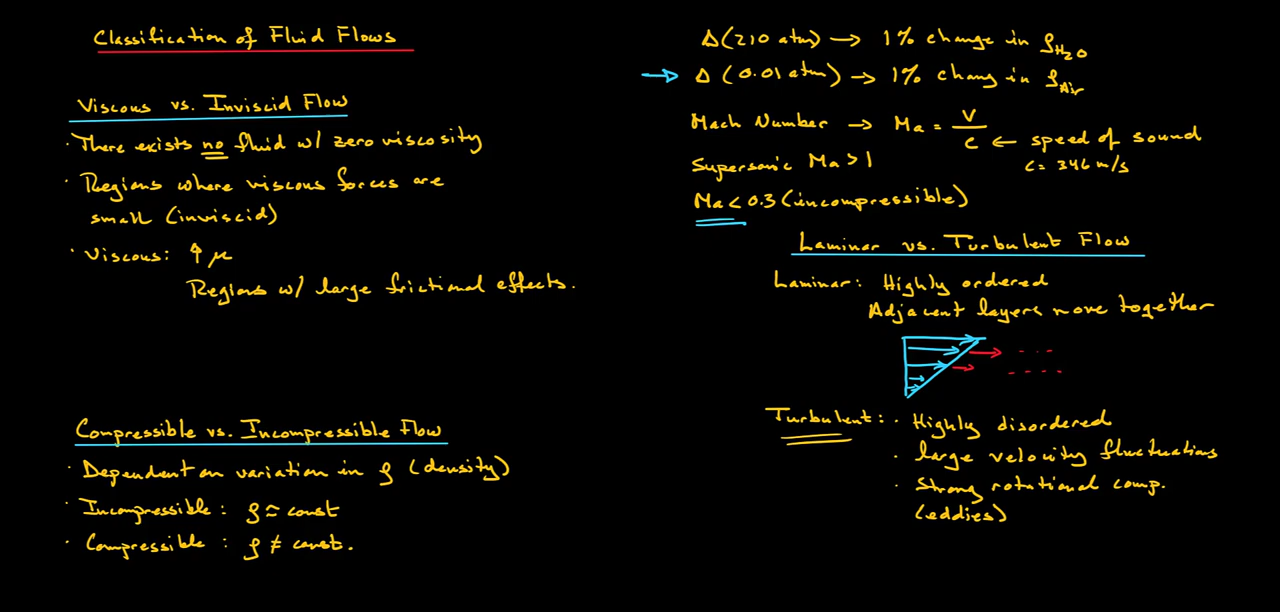 Classification of Fluid Flows
Viscous vs. Inviscid Flow
· There exists no fluid w/ zero viscosity
· Regions where viscous forces are
small (inviscid)
· Viscous: ↑ μ
Regions w/ large frictional effects.
Compressible vs. Incompressible Flow
· Dependent on variation in ρ (density)
· Incompressible: ρ ≈ const
· Compressible: ρ ≠ const.
Δ(210 atm) → 1% change in ρH₂O
⇒ Δ(0.01 atm) → 1% chang in ρAir
Mach Number → Ma = V/c ← speed of sound
c = 346 m/s
Supersonic Ma > 1
Ma < 0.3 (incompressible)
Laminar vs. Turbulent Flow
Laminar: Highly ordered
Adjacent layers move together
Turbulent: · Highly disordered
· large velocity fluctuations
· Strong rotational comp.
(eddies)